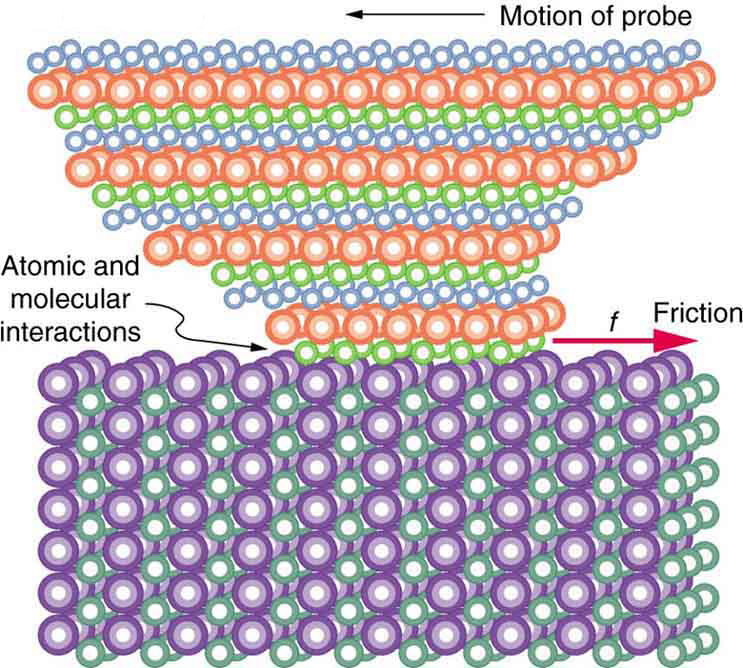 Motion of probe
Atomic and
molecular
interactions
f
Friction